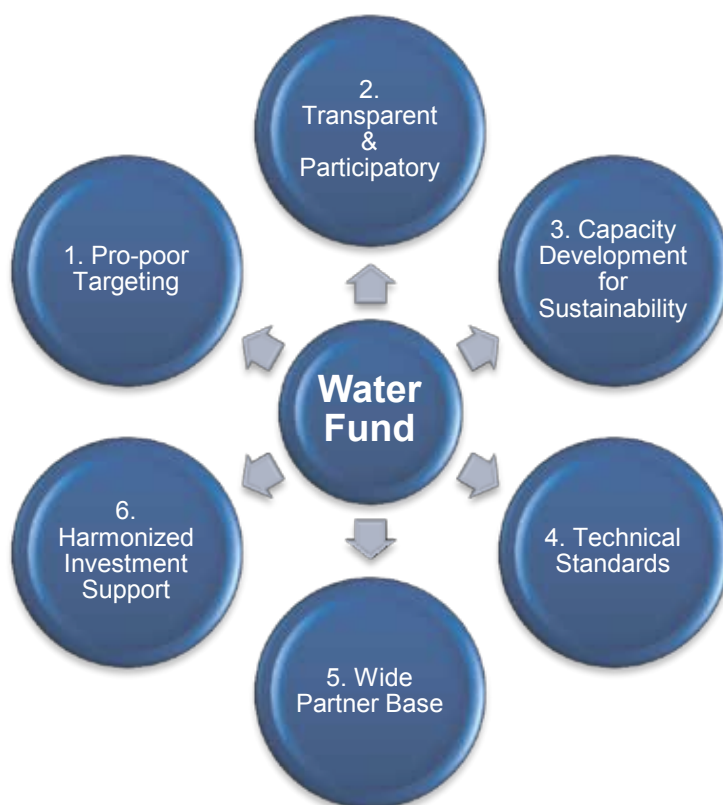 2.
Transparent
&
Participatory
1. Pro-poor
Targeting
3. Capacity
Development
for
Sustainability
Water
Fund
6.
Harmonized
Investment
Support
4. Technical
Standards
5. Wide
Partner Base